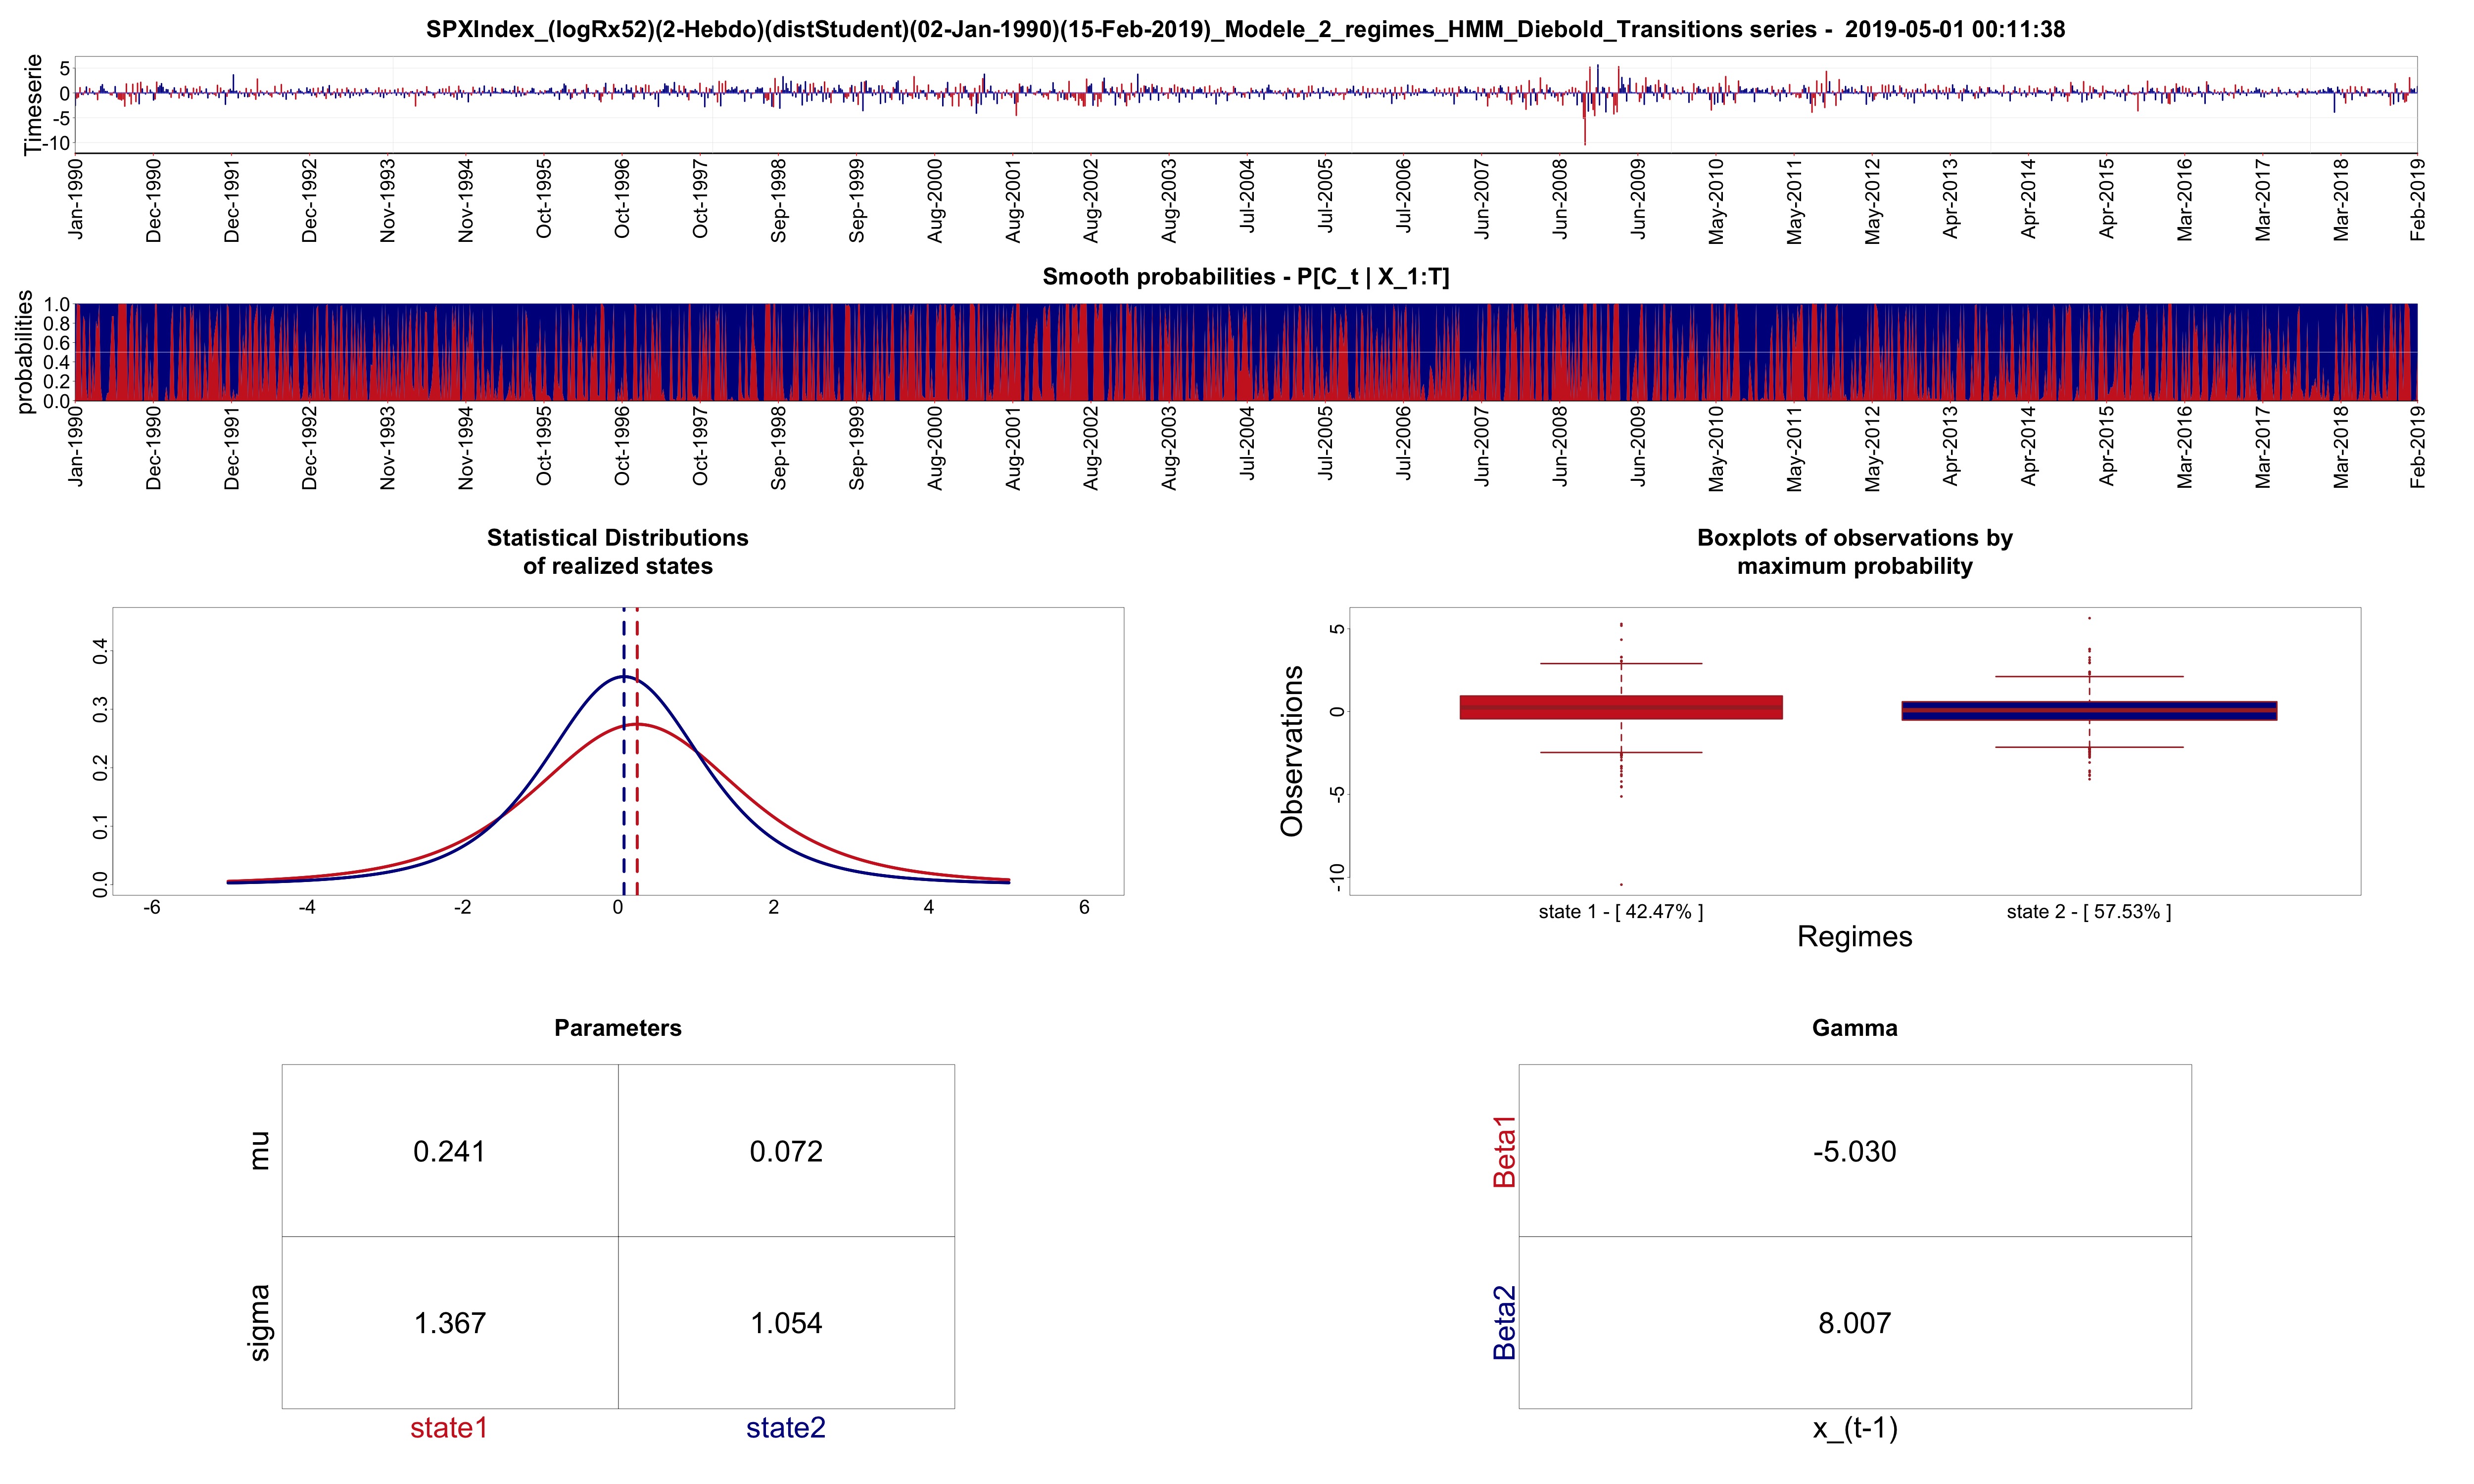 SPXIndex_(logRx52)(2-Hebdo)(distStudent)(02-Jan-1990)(15-Feb-2019)_Modele_2_regimes_HMM_Diebold_Transitions series -  2019-05-01 00:11:38
Timeserie
5
0
-5
-10
Jan-1990 Dec-1990 Dec-1991 Dec-1992 Nov-1993 Nov-1994 Oct-1995 Oct-1996 Oct-1997 Sep-1998 Sep-1999 Aug-2000 Aug-2001 Aug-2002 Aug-2003 Jul-2004 Jul-2005 Jul-2006 Jun-2007 Jun-2008 Jun-2009 May-2010 May-2011 May-2012 Apr-2013 Apr-2014 Apr-2015 Mar-2016 Mar-2017 Mar-2018 Feb-2019
Smooth probabilities - P[C_t | X_1:T]
probabilities
1.0
0.8
0.6
0.4
0.2
0.0
Jan-1990 Dec-1990 Dec-1991 Dec-1992 Nov-1993 Nov-1994 Oct-1995 Oct-1996 Oct-1997 Sep-1998 Sep-1999 Aug-2000 Aug-2001 Aug-2002 Aug-2003 Jul-2004 Jul-2005 Jul-2006 Jun-2007 Jun-2008 Jun-2009 May-2010 May-2011 May-2012 Apr-2013 Apr-2014 Apr-2015 Mar-2016 Mar-2017 Mar-2018 Feb-2019
Statistical Distributions
of realized states
0.4
0.3
0.2
0.1
0.0
-6 -4 -2 0 2 4 6
Boxplots of observations by
maximum probability
Observations
5
0
-5
-10
state 1 - [ 42.47% ] state 2 - [ 57.53% ]
Regimes
Parameters
mu 0.241 0.072
sigma 1.367 1.054
state1 state2
Gamma
Beta1 -5.030
Beta2 8.007
x_(t-1)